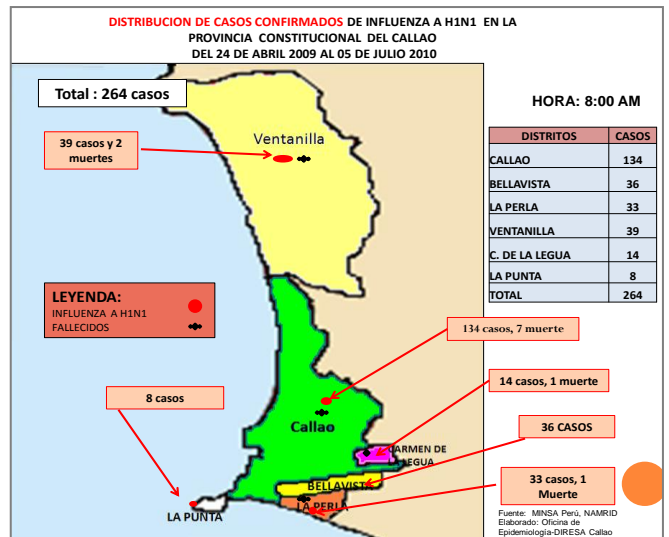 DISTRIBUCION DE CASOS CONFIRMADOS DE INFLUENZA A H1N1 EN LA
PROVINCIA CONSTITUCIONAL DEL CALLAO
DEL 24 DE ABRIL 2009 AL 05 DE JULIO 2010
Total : 264 casos
HORA: 8:00 AM
39 casos y 2
muertes
Ventanilla
DISTRITOS CASOS
CALLAO 134
BELLAVISTA 36
LA PERLA 33
VENTANILLA 39
C. DE LA LEGUA 14
LA PUNTA 8
TOTAL 264
LEYENDA:
INFLUENZA A H1N1
FALLECIDOS
134 casos, 7 muerte
14 casos, 1 muerte
8 casos
36 CASOS
Callao
CARMEN DE
LA LEGUA
BELLAVISTA
33 casos, 1
Muerte
LA PERLA
LA PUNTA
Fuente: MINSA Perú, NAMRID
Elaborado: Oficina de
Epidemiología-DIRESA Callao